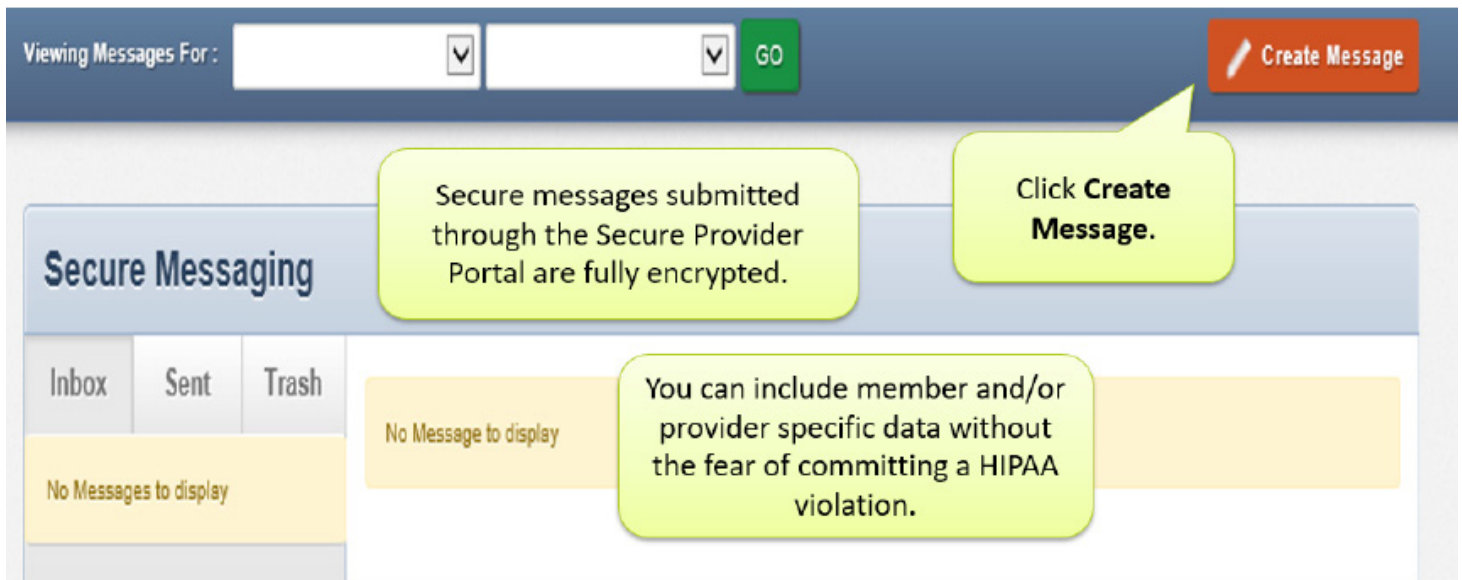 Viewing Messages For :
GO
Create Message
Click Create
Message.
Secure messages submitted
through the Secure Provider
Portal are fully encrypted.
Secure Messaging
Inbox
Sent
Trash
No Messages to display
No Message to display
You can include member and/or
provider specific data without
the fear of committing a HIPAA
violation.